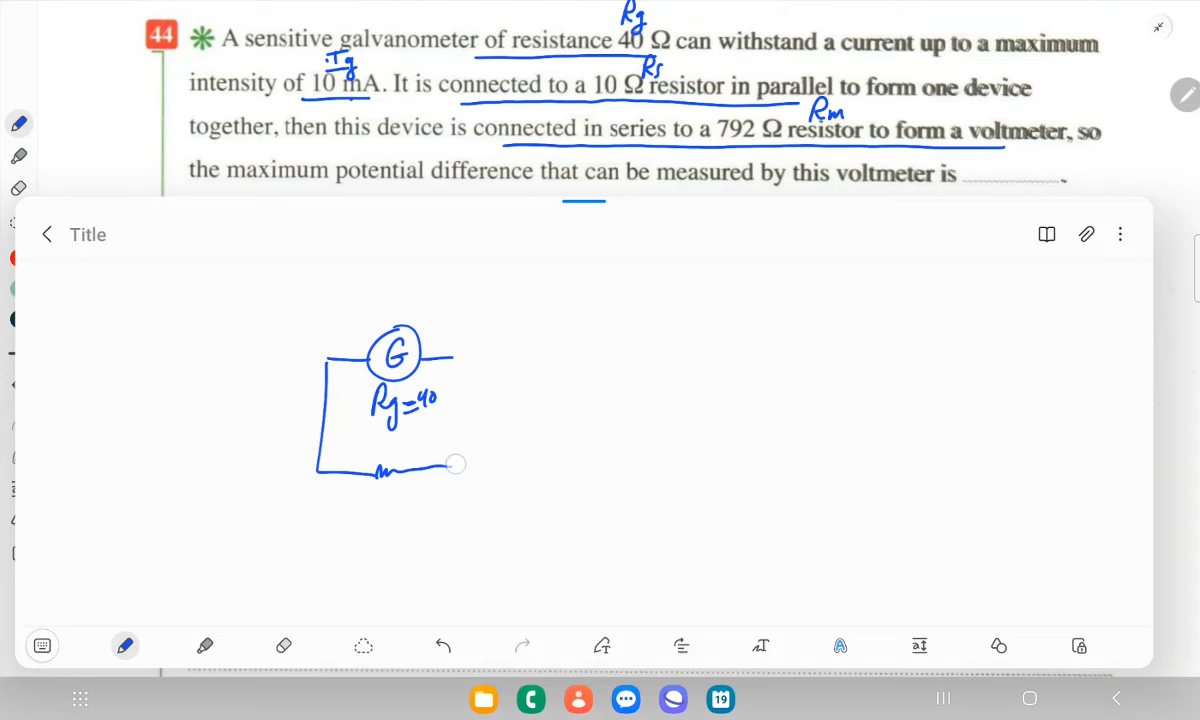 Rg
44 A sensitive galvanometer of resistance 40 Ω can withstand a current up to a maximum
Ig Rs
intensity of 10 mA. It is connected to a 10 Ω resistor in parallel to form one device
Rm
together, then this device is connected in series to a 792 Ω resistor to form a voltmeter, so
the maximum potential difference that can be measured by this voltmeter is ............ .
Title
G
Rg=40
19